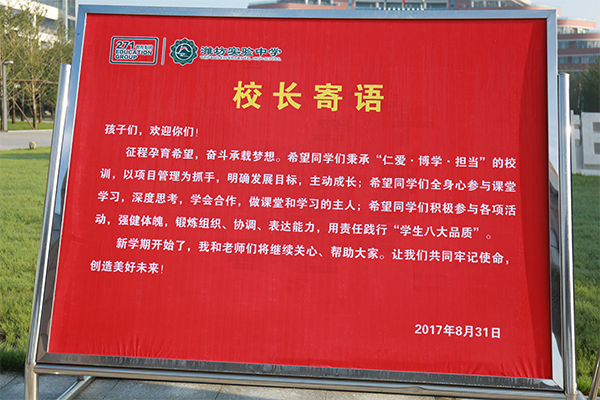 271教育集团 潍坊实验中学
EDUCATION
GROUP
校长寄语
孩子们，欢迎你们！
征程孕育希望，奋斗承载梦想。希望同学们秉承“仁爱·博学·担当”的校
训，以项目管理为抓手，明确发展目标，主动成长；希望同学们全身心参与课堂
学习，深度思考，学会合作，做课堂和学习的主人；希望同学们积极参与各项活
动，强健体魄，锻炼组织、协调、表达能力，用责任践行“学生八大品质”。
新学期开始了，我和老师们将继续关心、帮助大家。让我们共同牢记使命，
创造美好未来！
2017年8月31日